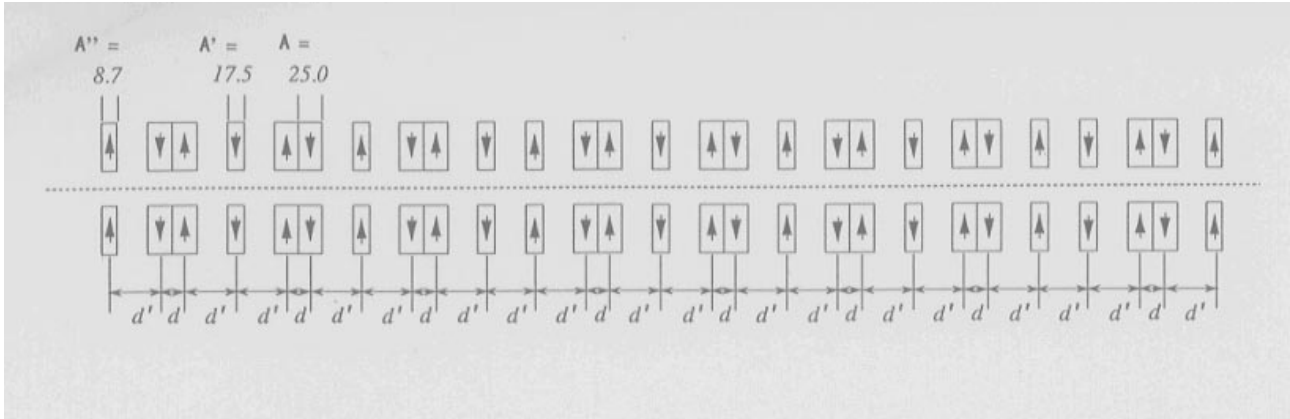 A'' = A' = A =
8.7 17.5 25.0
d' d d' d' d d' d' d d' d' d' d d' d' d d' d' d d' d' d d' d' d' d d'